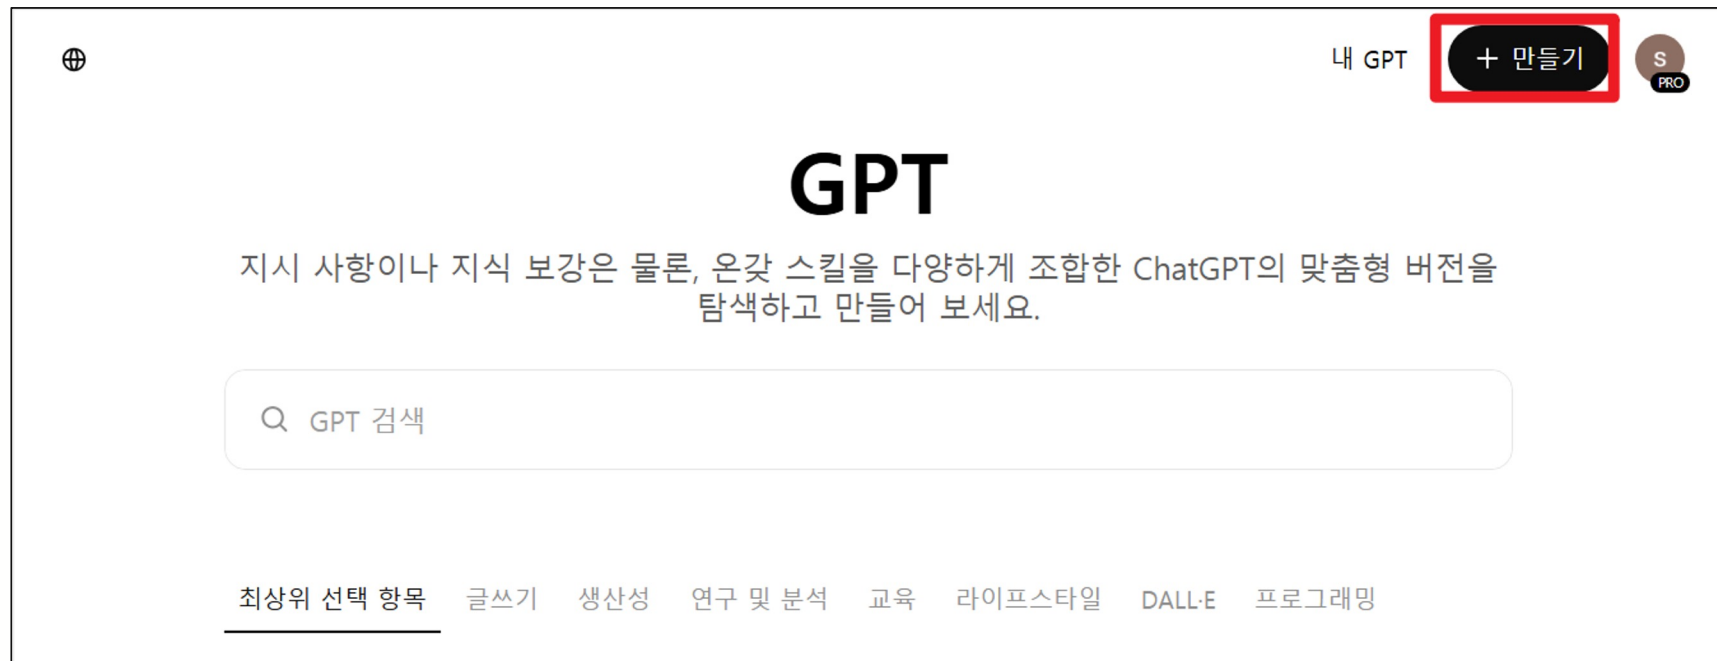 내 GPT
+ 만들기
S
PRO
GPT
지시 사항이나 지식 보강은 물론, 온갖 스킬을 다양하게 조합한 ChatGPT의 맞춤형 버전을
탐색하고 만들어 보세요.
GPT 검색
최상위 선택 항목 글쓰기 생산성 연구 및 분석 교육 라이프스타일 DALL·E 프로그래밍